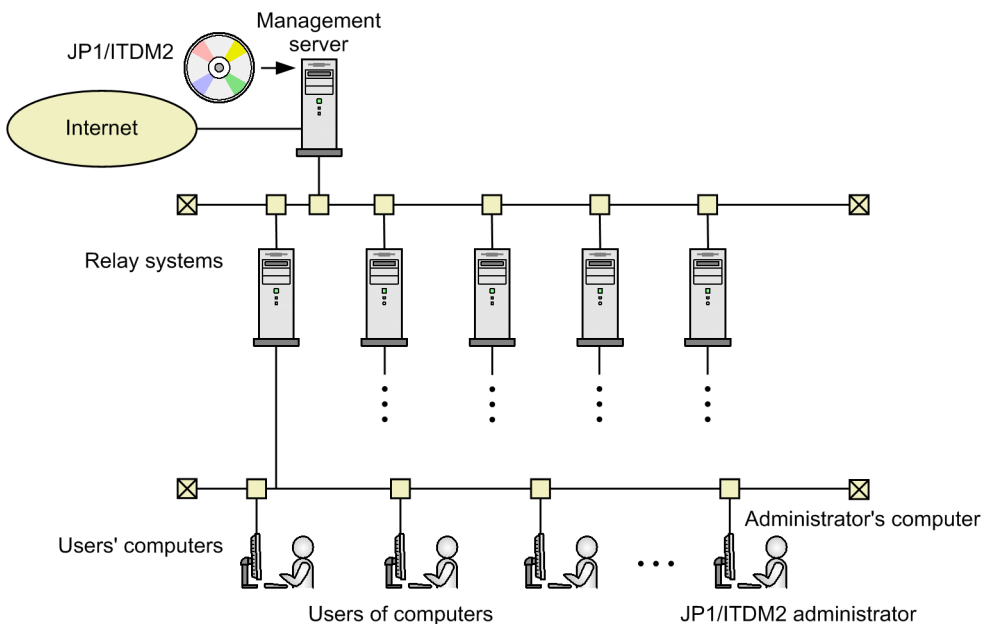 Management
server
JP1/ITDM2
Internet
Relay systems
Administrator's computer
Users' computers
Users of computers
JP1/ITDM2 administrator